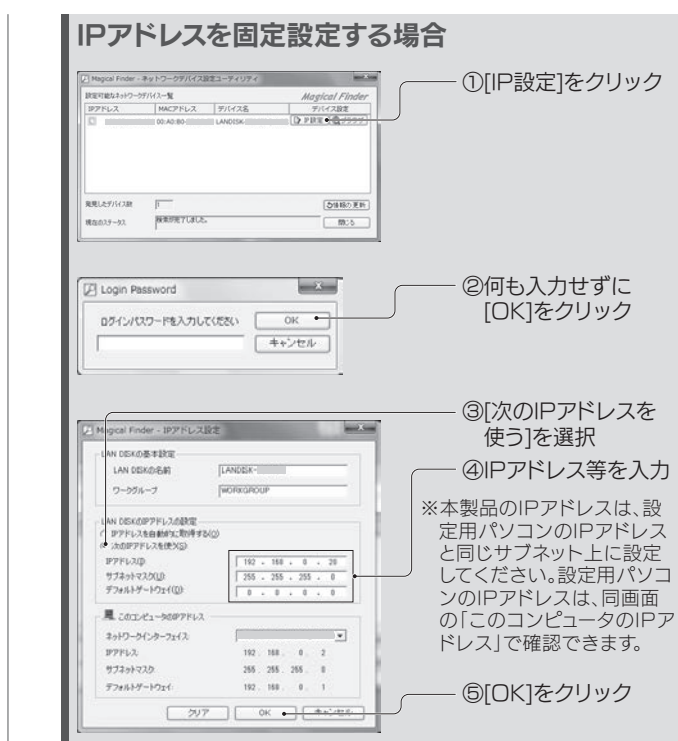 IPアドレスを固定設定する場合
Magical Finder - ネットワークデバイス設定ユーティリティ
設定可能なネットワークデバイス一覧
Magical Finder
IPアドレス MACアドレス デバイス名 デバイス設定
00:A0:B0- LANDISK- IP設定 ブラウザ
発見したデバイス数 1 情報の更新
現在のステータス 検索が完了しました。 閉じる
①[IP設定]をクリック
Login Password
ログインパスワードを入力してください OK
キャンセル
②何も入力せずに
[OK]をクリック
Magical Finder - IPアドレス設定
LAN DISKの基本設定
LAN DISKの名前 LANDISK-
ワークグループ WORKGROUP
LAN DISKのIPアドレスの設定
IPアドレスを自動的に取得する(O)
次のIPアドレスを使う(S)
IPアドレス(I): 192 . 168 . 0 . 20
サブネットマスク(U): 255 . 255 . 255 . 0
デフォルトゲートウェイ(D): 0 . 0 . 0 . 0
このコンピュータのIPアドレス
ネットワークインターフェイス:
IPアドレス: 192 . 168 . 0 . 2
サブネットマスク: 255 . 255 . 255 . 0
デフォルトゲートウェイ: 192 . 168 . 0 . 1
クリア OK キャンセル
③[次のIPアドレスを
使う]を選択
④IPアドレス等を入力
※本製品のIPアドレスは、設
定用パソコンのIPアドレス
と同じサブネット上に設定
してください。設定用パソコ
ンのIPアドレスは、同画面
の「このコンピュータのIPア
ドレス」で確認できます。
⑤[OK]をクリック